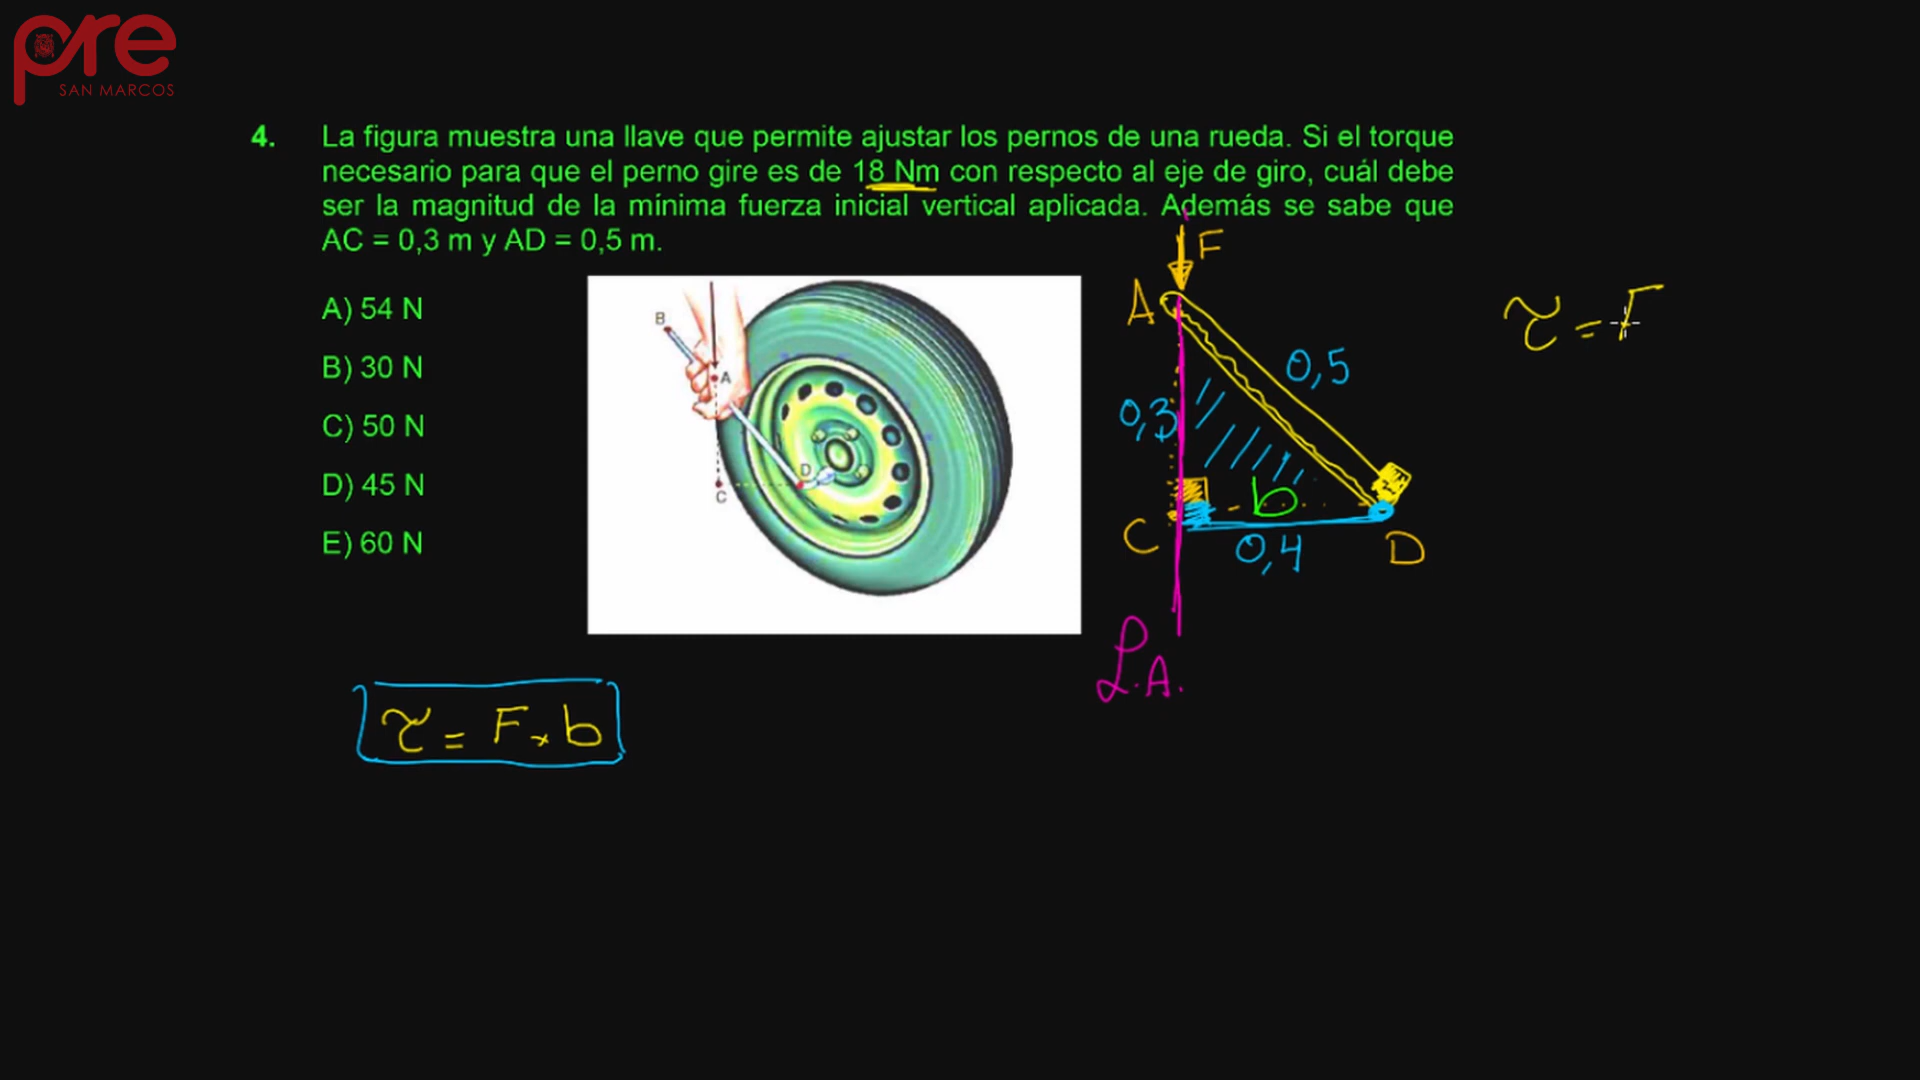 pre
SAN MARCOS
4. La figura muestra una llave que permite ajustar los pernos de una rueda. Si el torque
necesario para que el perno gire es de 18 Nm con respecto al eje de giro, cuál debe
ser la magnitud de la mínima fuerza inicial vertical aplicada. Además se sabe que
AC = 0,3 m y AD = 0,5 m.
A) 54 N
B) 30 N
C) 50 N
D) 45 N
E) 60 N
B
A
D
C
F
A
0,5
0,3
b
C
0,4
D
L.A.
τ = F
τ = F × b